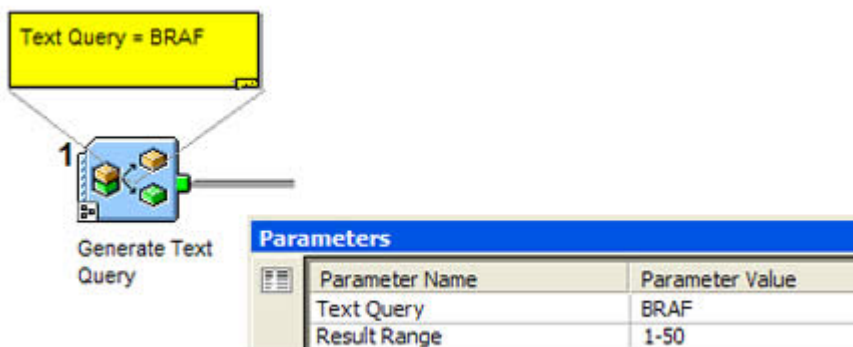 Text Query = BRAF
1
Generate Text
Query
Parameters
Parameter Name Parameter Value
Text Query BRAF
Result Range 1-50